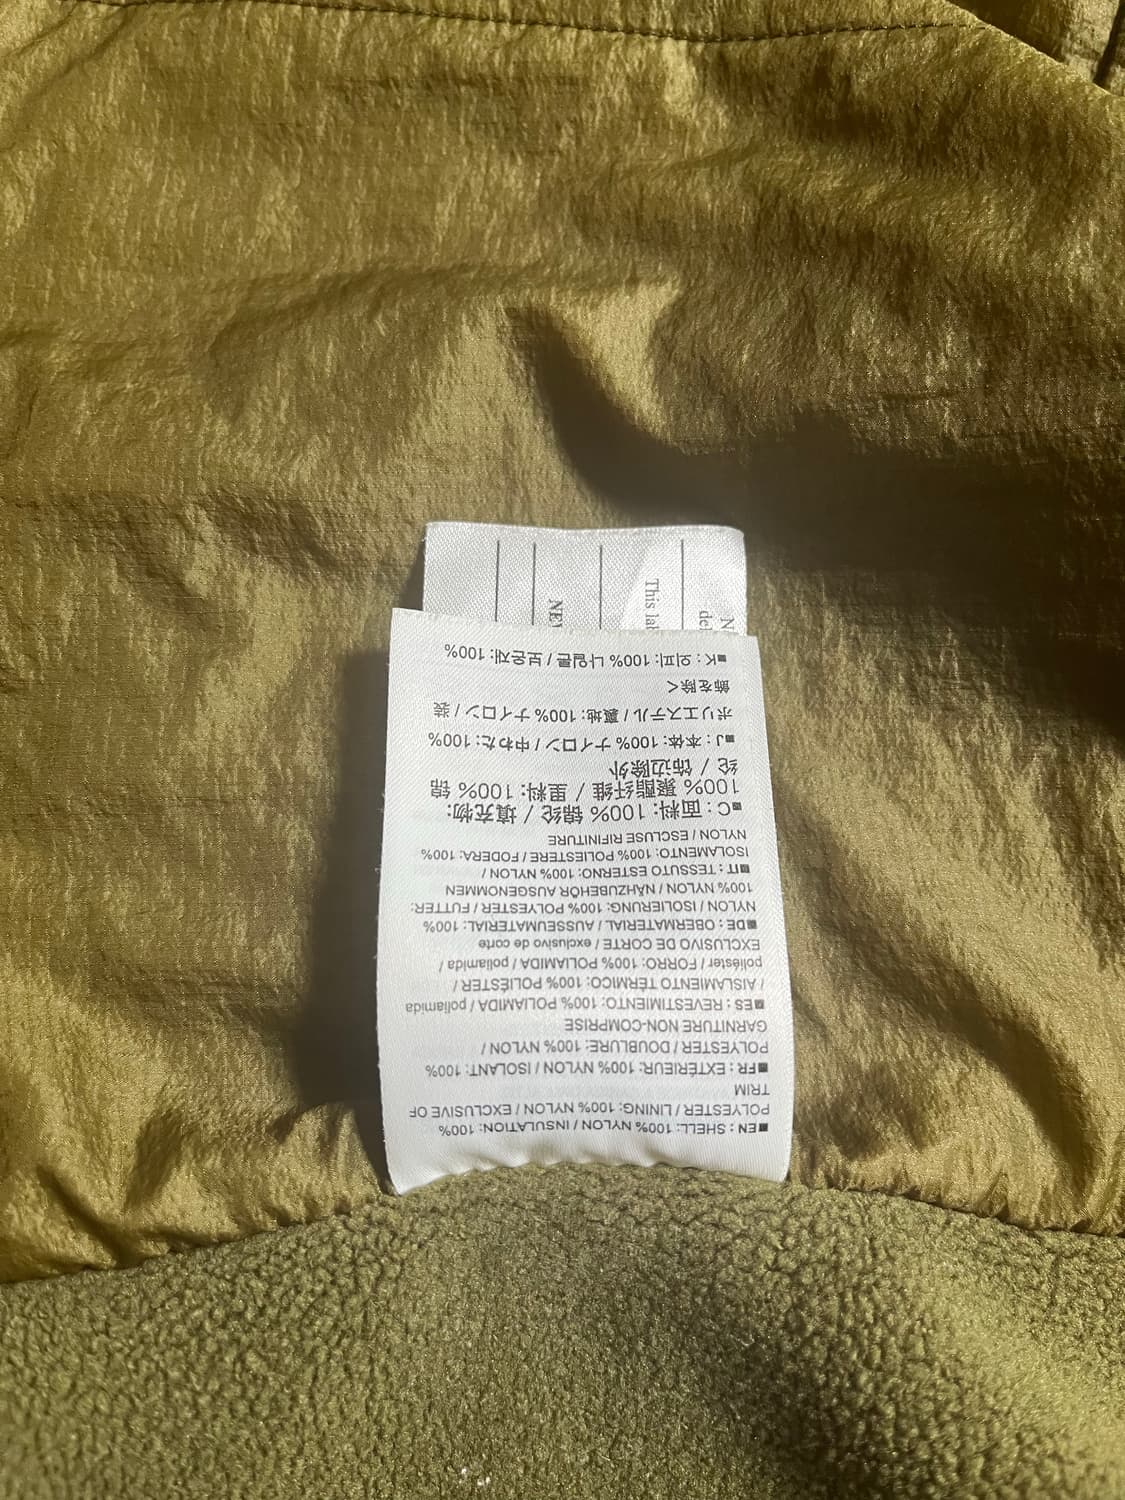 ■EN : SHELL: 100% NYLON / INSULATION: 100%
POLYESTER / LINING: 100% NYLON / EXCLUSIVE OF
TRIM
■FR : EXTÉRIEUR: 100% NYLON / ISOLANT: 100%
POLYESTER / DOUBLURE: 100% NYLON /
GARNITURE NON-COMPRISE
■ES : REVESTIMIENTO: 100% POLIAMIDA / poliamida
/ AISLAMIENTO TÉRMICO: 100% POLIÉSTER /
poliéster / FORRO: 100% POLIAMIDA / poliamida /
EXCLUSIVO DE CORTE / exclusivo de corte
■DE : OBERMATERIAL / AUSSEUMATERIAL: 100%
NYLON / ISOLIERUNG: 100% POLYESTER / FUTTER:
100% NYLON / NÄHZUBEHÖR AUSGENOMMEN
■IT : TESSUTO ESTERNO: 100% NYLON /
ISOLAMENTO: 100% POLIESTERE / FODERA: 100%
NYLON / ESCLUSE RIFINITURE
■C : 面料: 100% 锦纶 / 填充物:
100% 聚酯纤维 / 里料: 100% 锦
纶 / 饰边除外
■J : 本体: 100% ナイロン / 中わた: 100%
ポリエステル / 裏地: 100% ナイロン / 装
飾を除く
■K : 외피: 100% 나일론 / 보온재: 100%
This